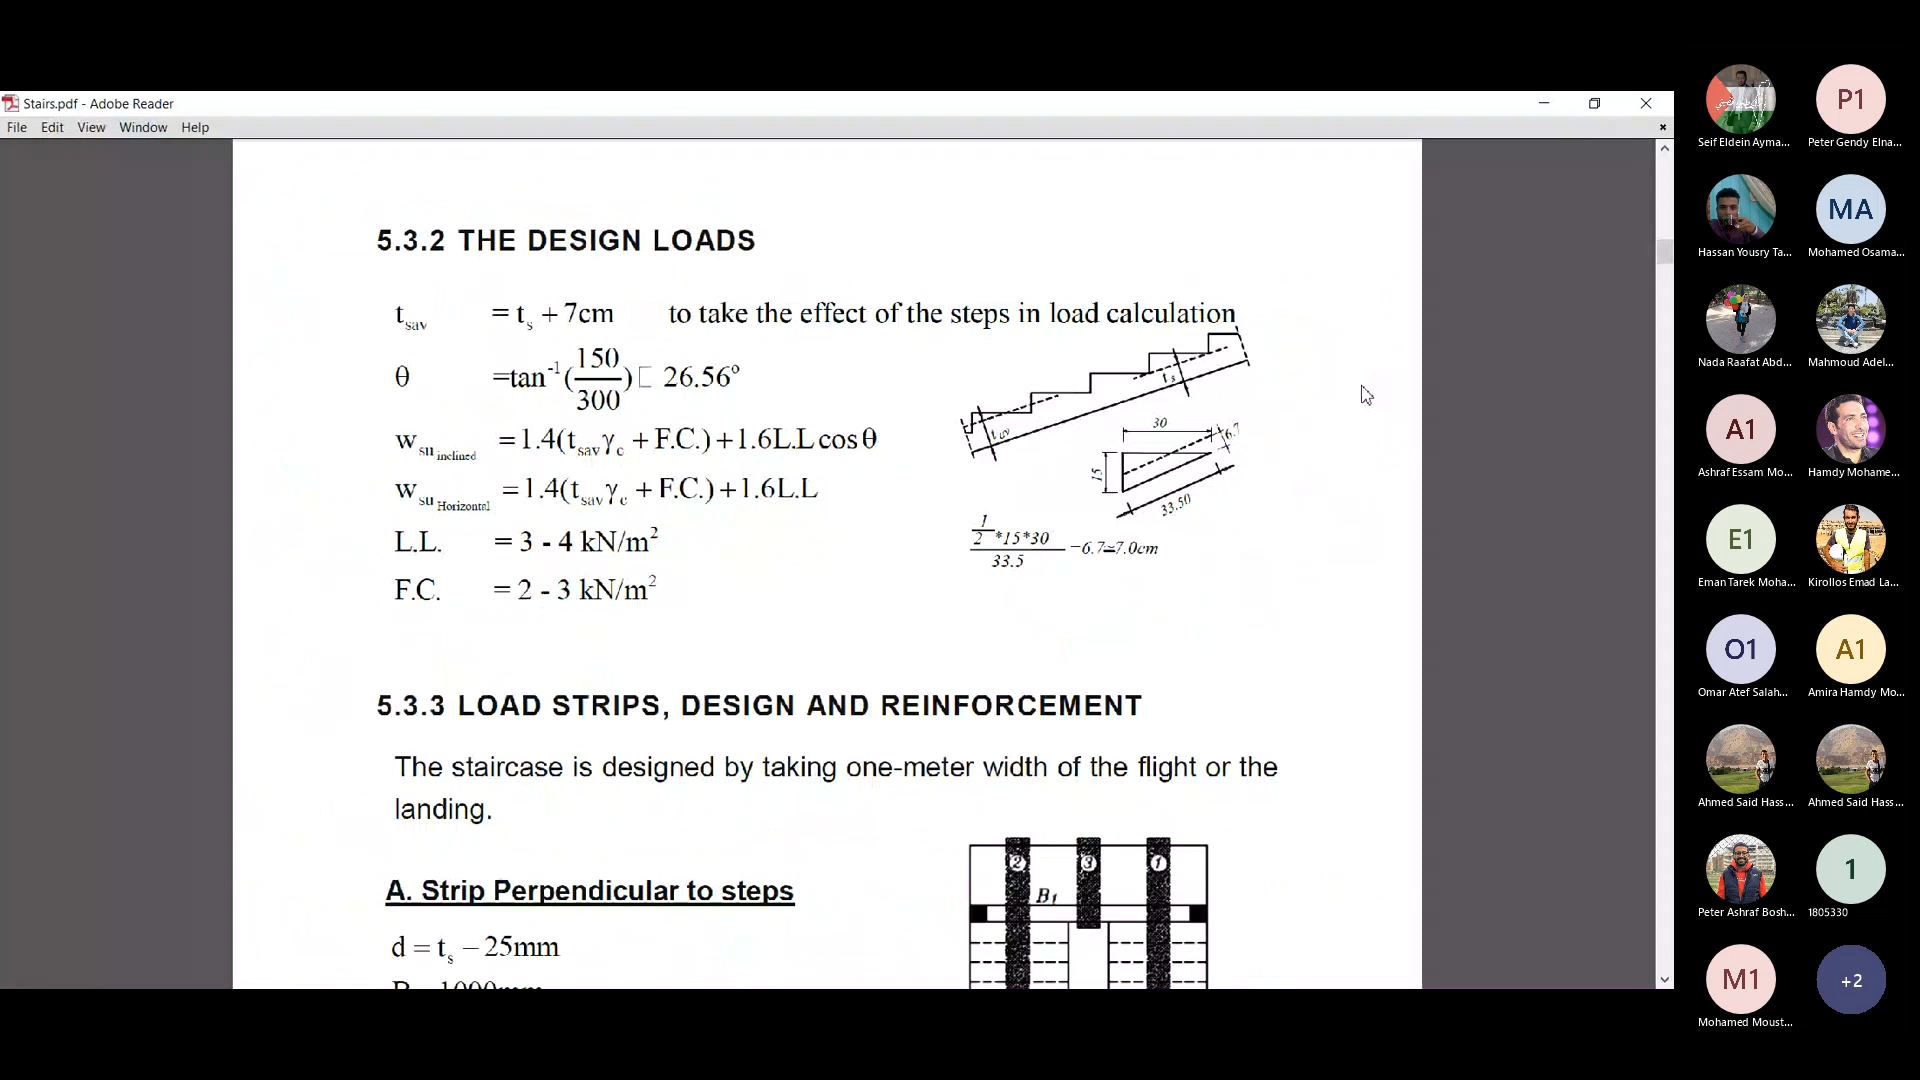 Stairs.pdf - Adobe Reader
File Edit View Window Help
5.3.2 THE DESIGN LOADS
t_sav = t_s + 7cm to take the effect of the steps in load calculation
θ =tan⁻¹(150/300)□ 26.56º
w_su inclined = 1.4(t_sav γ_c + F.C.) + 1.6L.L cos θ
w_su Horizontal = 1.4(t_sav γ_c + F.C.) + 1.6L.L
L.L. = 3 - 4 kN/m²
F.C. = 2 - 3 kN/m²
t_av
t_s
30
6.7
15
33.50
1/2 *15*30
33.5
=6.7≅7.0cm
5.3.3 LOAD STRIPS, DESIGN AND REINFORCEMENT
The staircase is designed by taking one-meter width of the flight or the
landing.
A. Strip Perpendicular to steps
d = t_s − 25mm
2 3 1
B₁
Seif Eldein Ayma...
P1
Peter Gendy Elna...
Hassan Yousry Ta...
MA
Mohamed Osama...
Nada Raafat Abd...
Mahmoud Adel...
A1
Ashraf Essam Mo...
Hamdy Mohame...
E1
Eman Tarek Moha...
Kirollos Emad La...
O1
Omar Atef Salah...
A1
Amira Hamdy Mo...
Ahmed Said Hass...
Ahmed Said Hass...
Peter Ashraf Bosh...
1
1805330
M1
Mohamed Moust...
+2